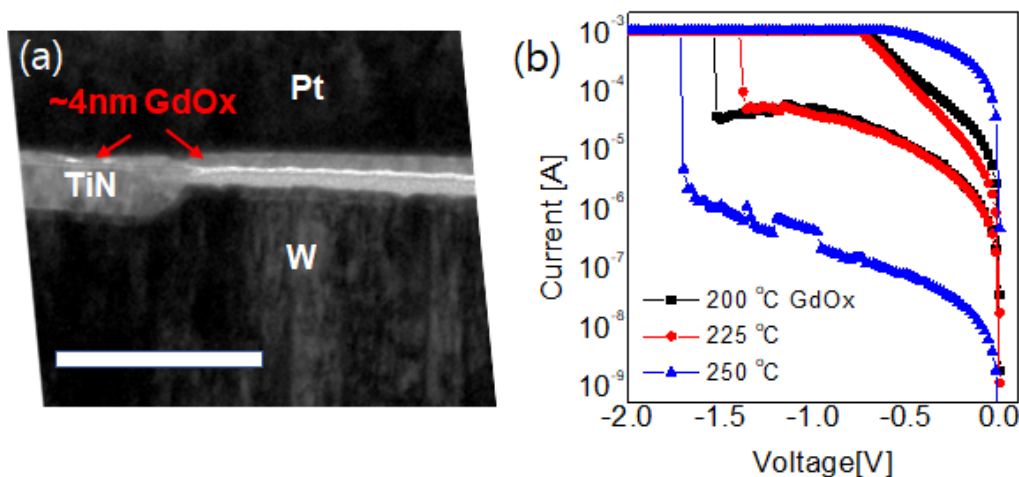 (a)
Pt
~4nm GdOx
TiN
W
(b)
Current [A]
10⁻³
10⁻⁴
10⁻⁵
10⁻⁶
10⁻⁷
10⁻⁸
10⁻⁹
200 °C GdOx
225 °C
250 °C
-2.0 -1.5 -1.0 -0.5 0.0
Voltage[V]